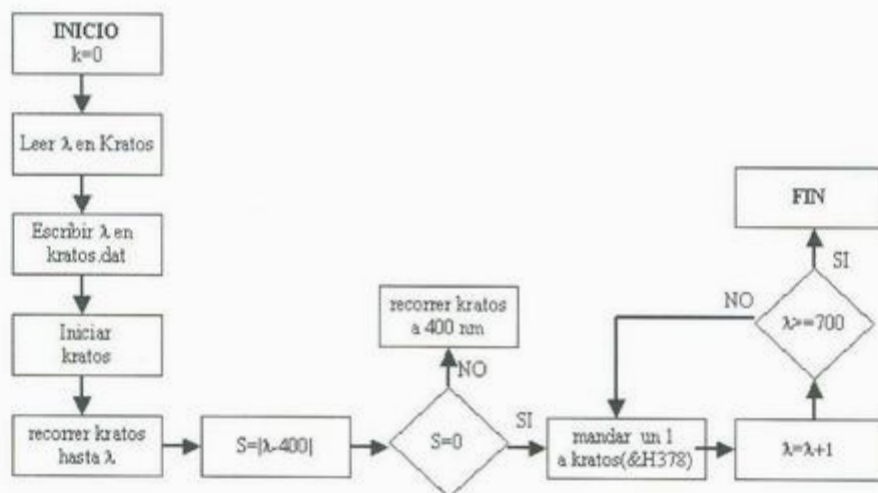 INICIO
k=0
Leer λ en Kratos
Escribir λ en
kratos.dat
Iniciar
kratos
recorrer kratos
hasta λ
S=|λ-400|
S=0
NO
recorrer kratos
a 400 nm
SI
mandar un 1
a kratos(&H378)
λ=λ+1
λ>=700
NO
SI
FIN